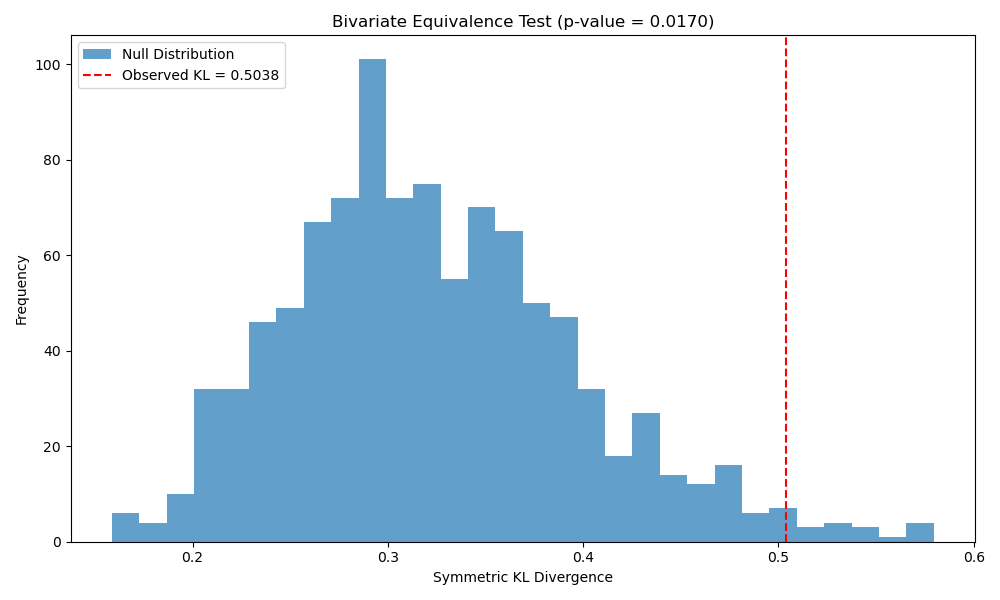 Bivariate Equivalence Test (p-value = 0.0170)
Null Distribution
Observed KL = 0.5038
100
80
60
40
20
0
Frequency
0.2
0.3
0.4
0.5
0.6
Symmetric KL Divergence